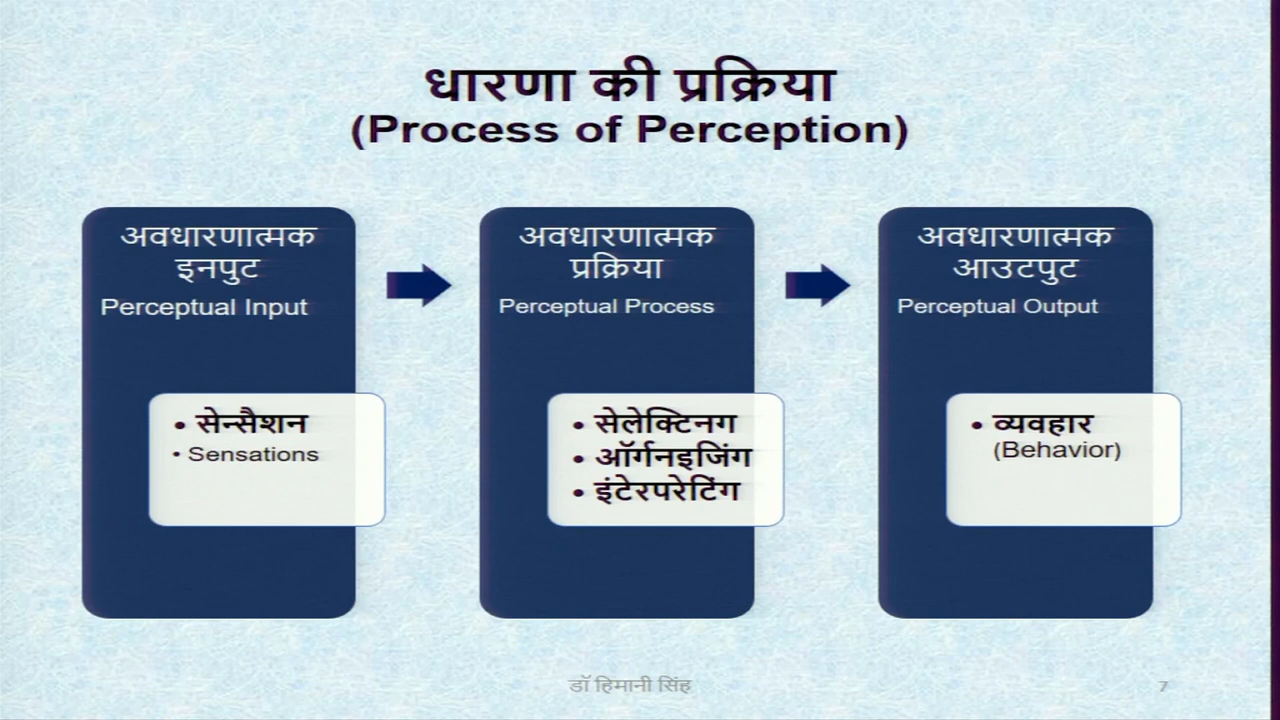 धारणा की प्रक्रिया
(Process of Perception)
अवधारणात्मक
इनपुट
Perceptual Input
• सेन्सैशन
• Sensations
अवधारणात्मक
प्रक्रिया
Perceptual Process
• सेलेक्टिनग
• ऑर्गनइजिंग
• इंटेरपरेटिंग
अवधारणात्मक
आउटपुट
Perceptual Output
• व्यवहार
(Behavior)
डॉ हिमानी सिंह
7